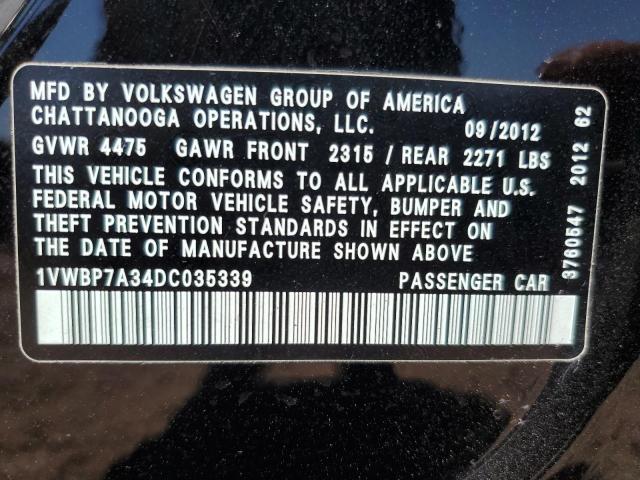 MFD BY VOLKSWAGEN GROUP OF AMERICA
CHATTANOOGA OPERATIONS, LLC. 09/2012
GVWR 4475 GAWR FRONT 2315 / REAR 2271 LBS
THIS VEHICLE CONFORMS TO ALL APPLICABLE U.S.
FEDERAL MOTOR VEHICLE SAFETY, BUMPER AND
THEFT PREVENTION STANDARDS IN EFFECT ON
THE DATE OF MANUFACTURE SHOWN ABOVE
1VWBP7A34DC035339 PASSENGER CAR
3760547 2012 62